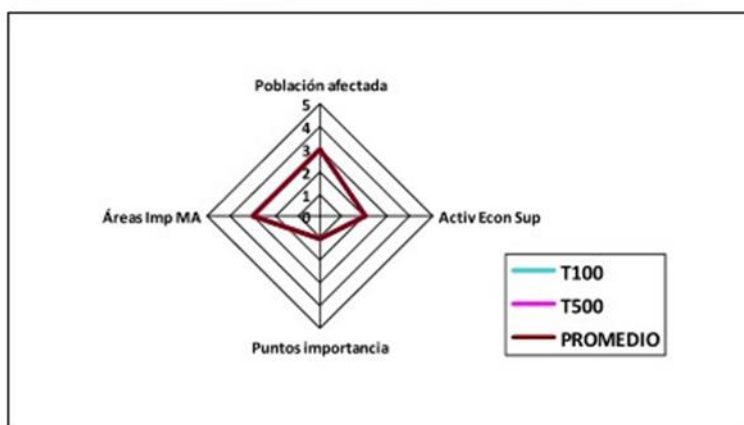 Población afectada
5
4
3
2
1
0
Áreas Imp MA
Activ Econ Sup
Puntos importancia
T100
T500
PROMEDIO